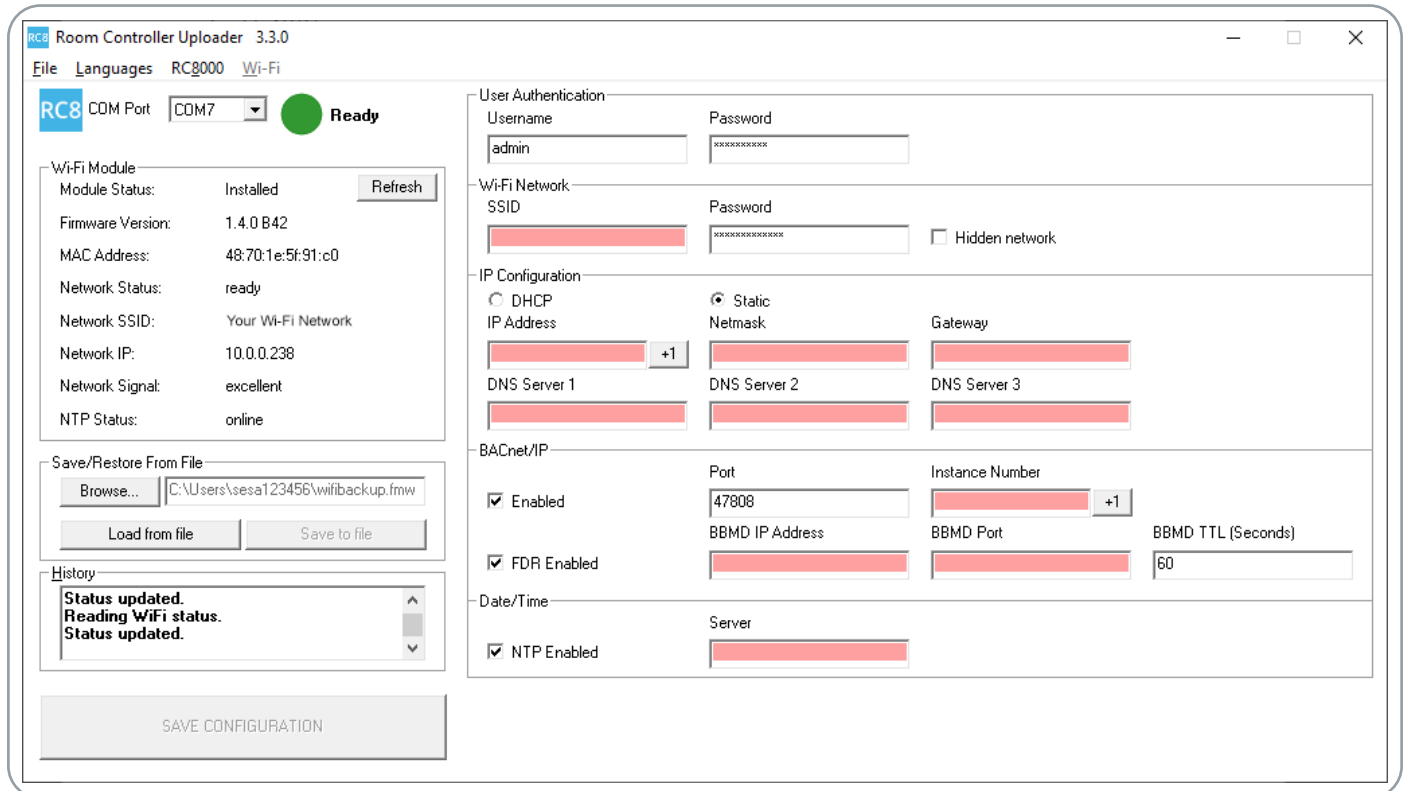 RC8 Room Controller Uploader 3.3.0
File Languages RC8000 Wi-Fi
RC8 COM Port COM7 Ready
Wi-Fi Module
Module Status: Installed Refresh
Firmware Version: 1.4.0 B42
MAC Address: 48:70:1e:5f:91:c0
Network Status: ready
Network SSID: Your Wi-Fi Network
Network IP: 10.0.0.238
Network Signal: excellent
NTP Status: online
Save/Restore From File
Browse... C:\Users\sesa123456\wifibackup.fmw
Load from file Save to file
History
Status updated.
Reading WiFi status.
Status updated.
SAVE CONFIGURATION
User Authentication
Username Password
admin **********
Wi-Fi Network
SSID Password
************* Hidden network
IP Configuration
DHCP Static
IP Address Netmask Gateway
+1
DNS Server 1 DNS Server 2 DNS Server 3
BACnet/IP
Port Instance Number
Enabled 47808 +1
BBMD IP Address BBMD Port BBMD TTL (Seconds)
FDR Enabled 60
Date/Time
Server
NTP Enabled